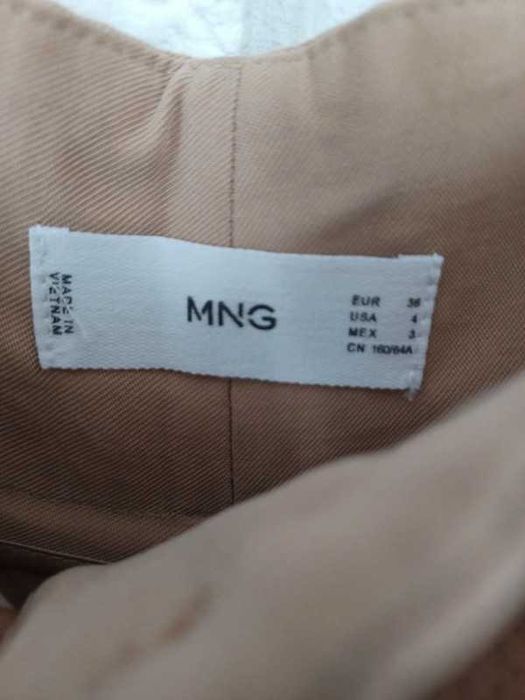 MADE IN
VIETNAM
MNG
EUR 36
USA 4
MEX 3
CN 160/64A